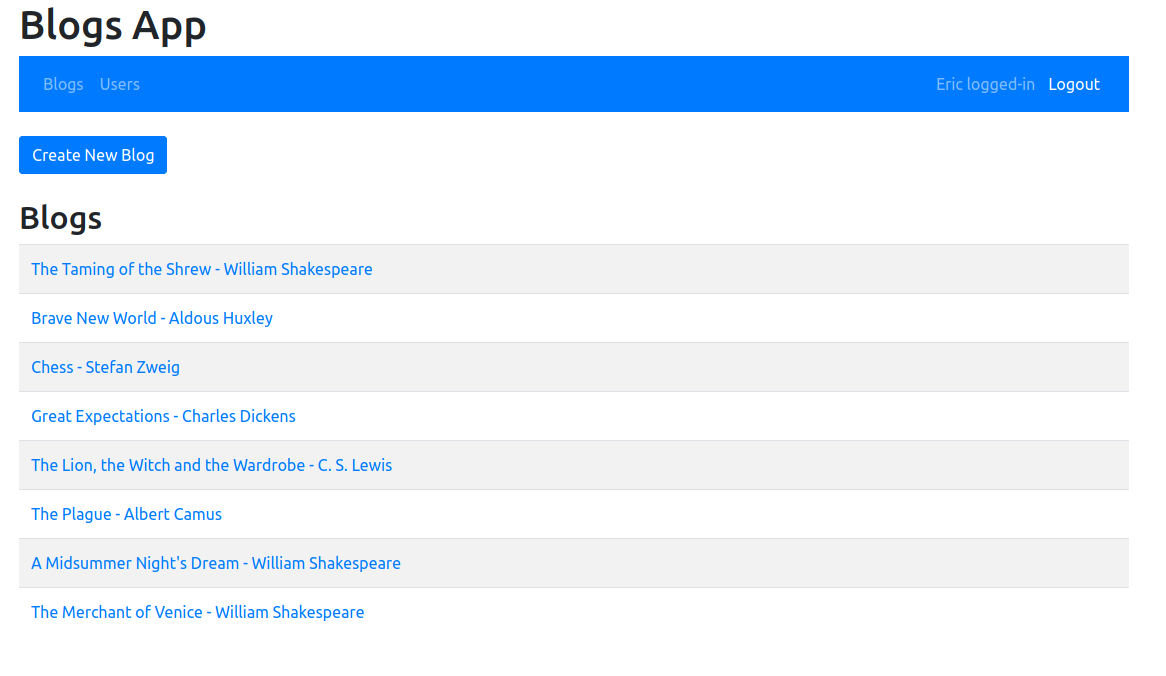 Blogs App
Blogs Users Eric logged-in Logout
Create New Blog
Blogs
The Taming of the Shrew - William Shakespeare
Brave New World - Aldous Huxley
Chess - Stefan Zweig
Great Expectations - Charles Dickens
The Lion, the Witch and the Wardrobe - C. S. Lewis
The Plague - Albert Camus
A Midsummer Night's Dream - William Shakespeare
The Merchant of Venice - William Shakespeare